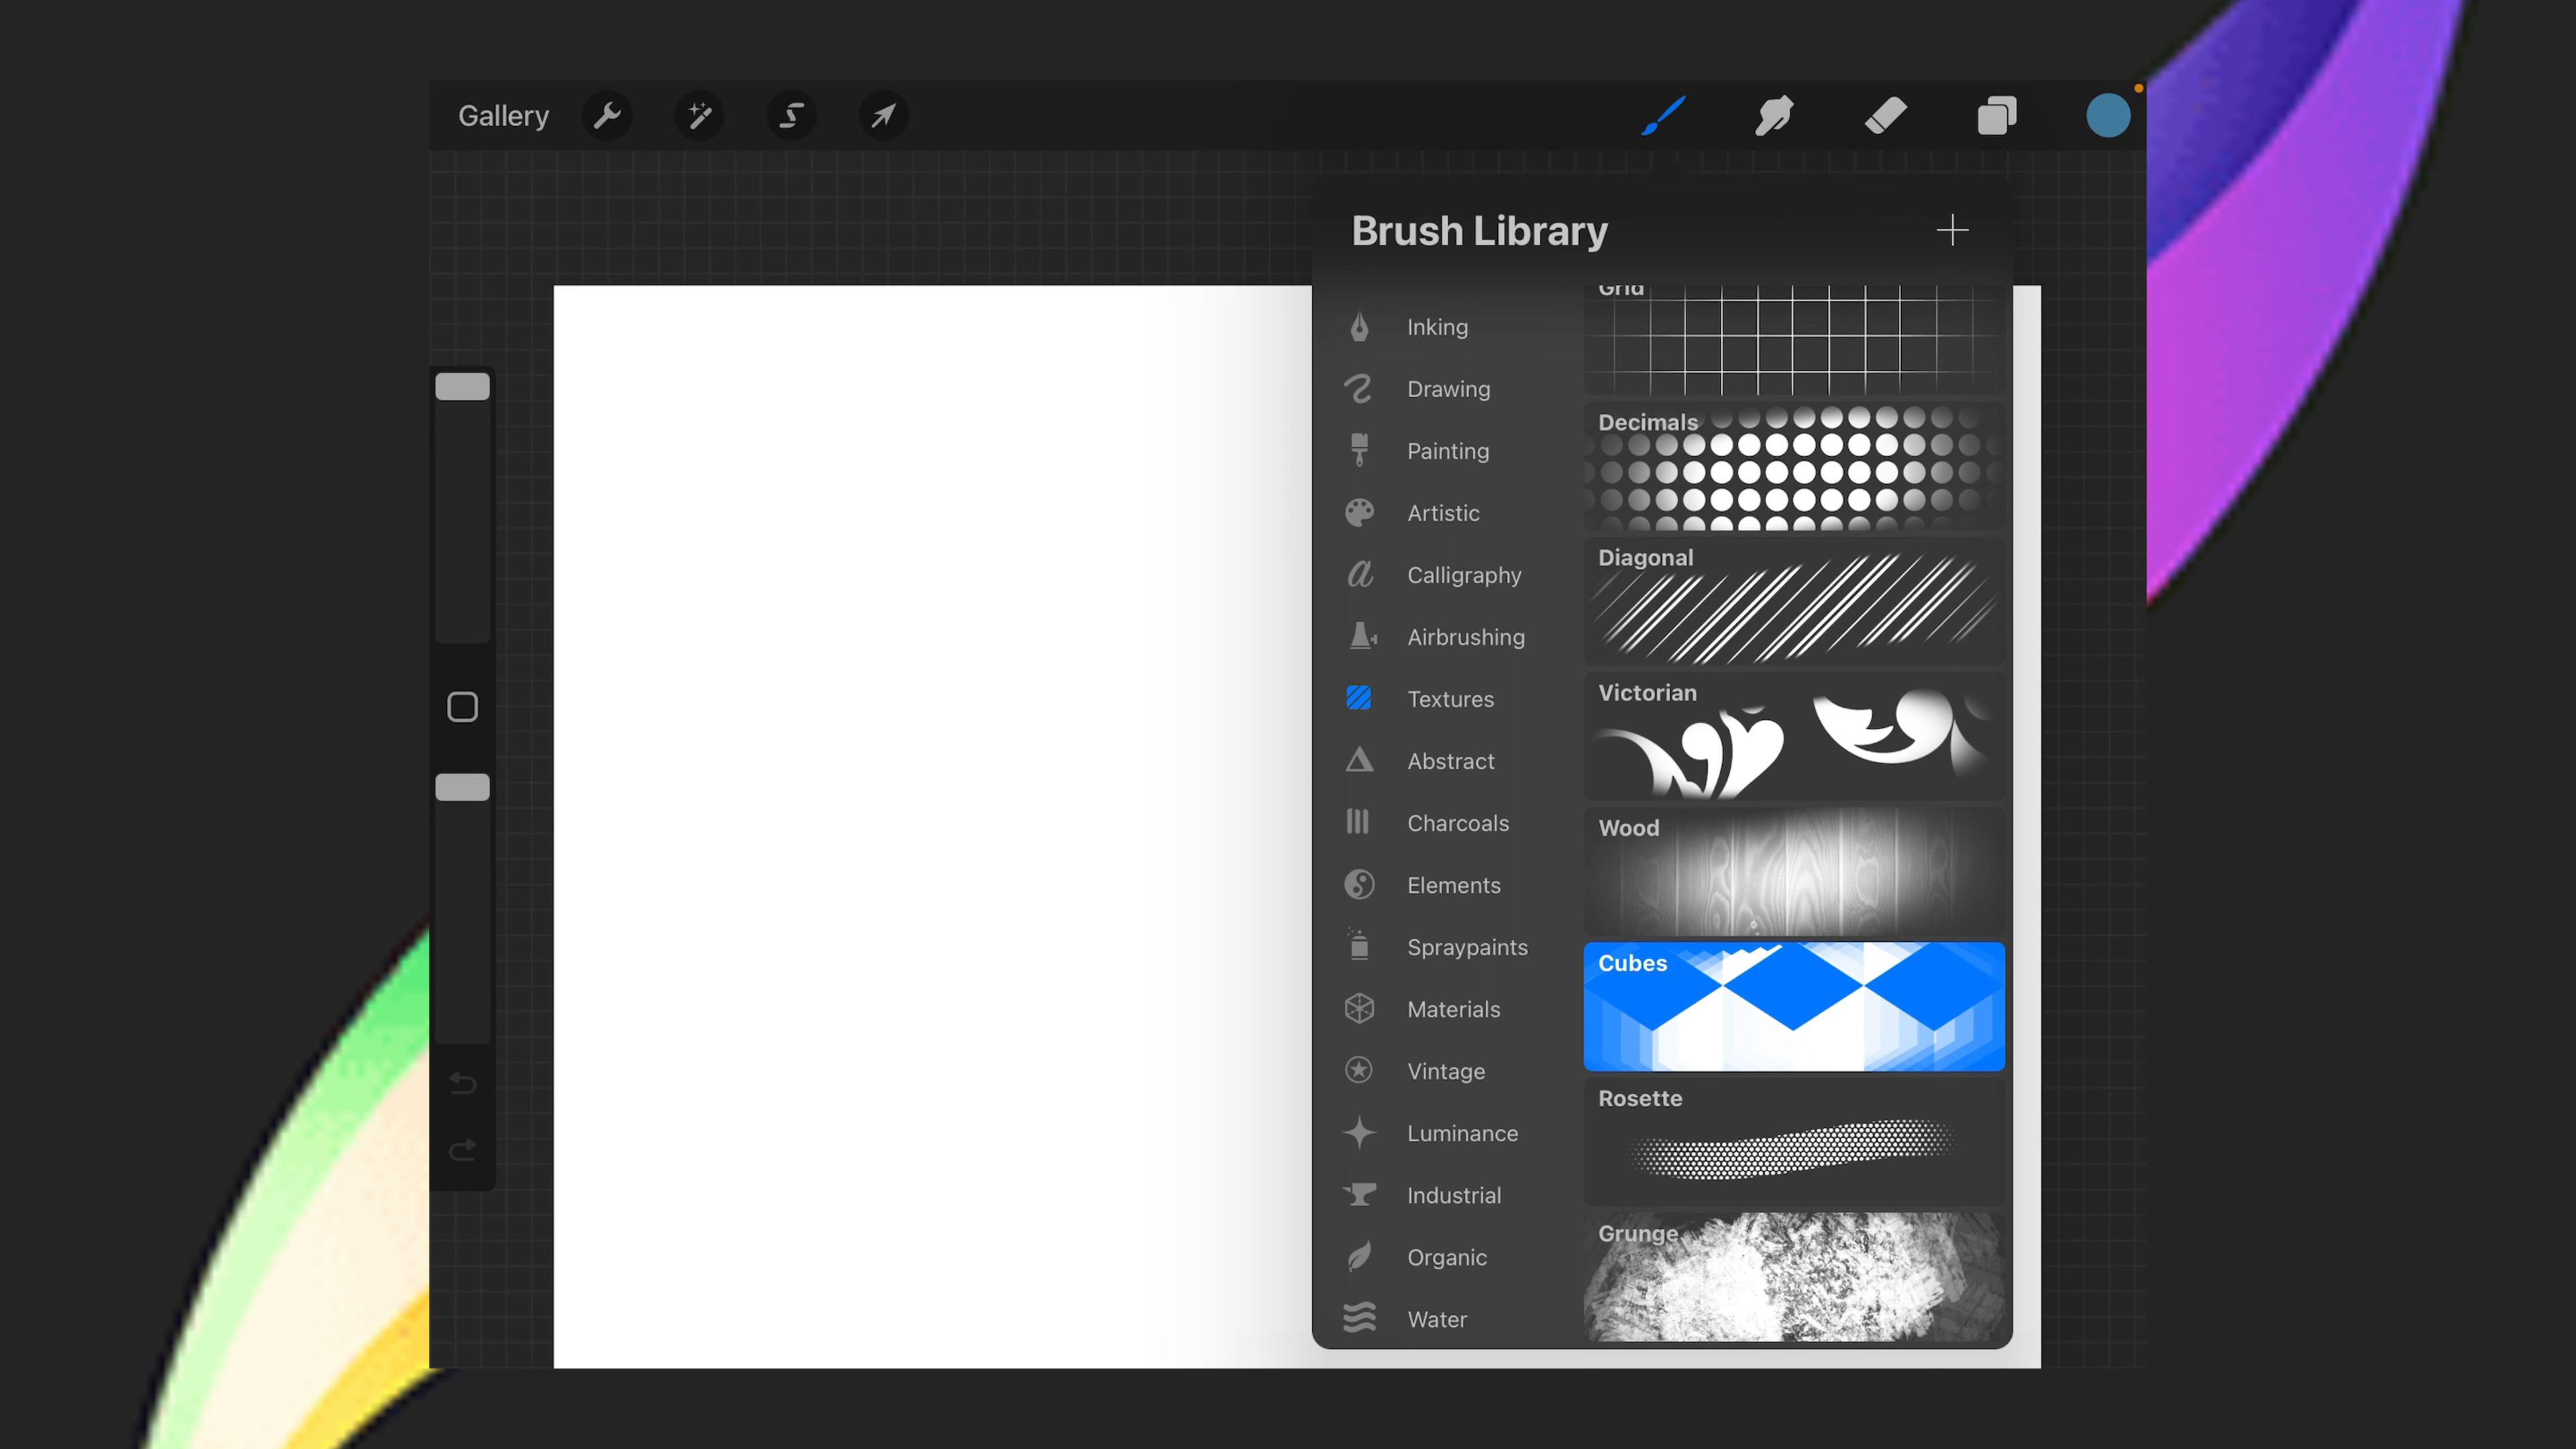 Gallery
Brush Library
Inking
Drawing
Painting
Artistic
Calligraphy
Airbrushing
Textures
Abstract
Charcoals
Elements
Spraypaints
Materials
Vintage
Luminance
Industrial
Organic
Water
Grid
Decimals
Diagonal
Victorian
Wood
Cubes
Rosette
Grunge